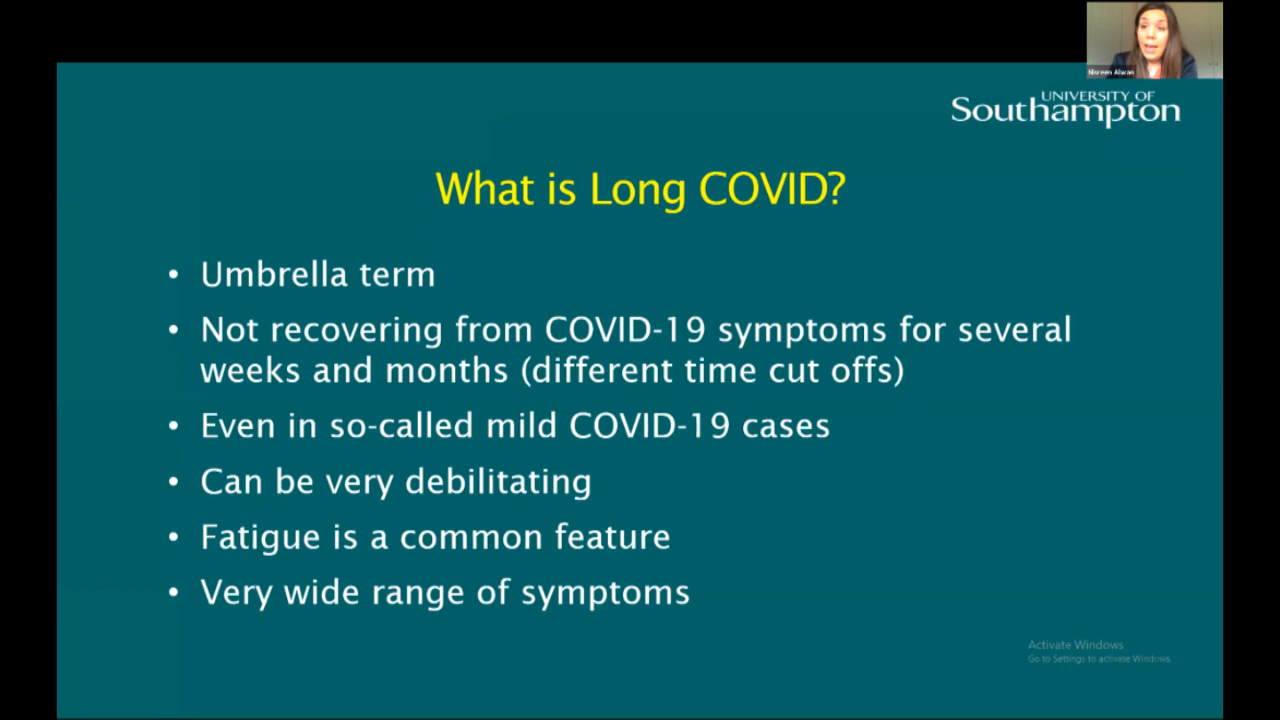 Nisreen Alwan
UNIVERSITY OF
Southampton
What is Long COVID?
• Umbrella term
• Not recovering from COVID-19 symptoms for several
weeks and months (different time cut offs)
• Even in so-called mild COVID-19 cases
• Can be very debilitating
• Fatigue is a common feature
• Very wide range of symptoms
Activate Windows
Go to Settings to activate Windows.